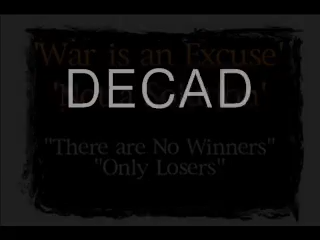 "War is an Excuse"
DECAD
"There are No Winners"
"Only Losers"